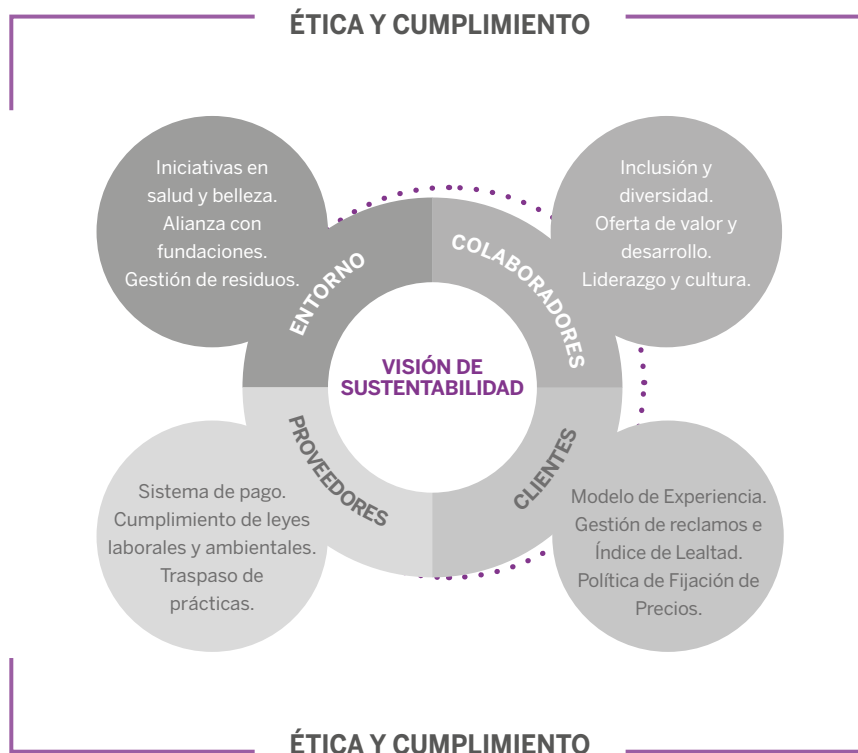 ÉTICA Y CUMPLIMIENTO
Iniciativas en
salud y belleza.
Alianza con
fundaciones.
Gestión de residuos.
ENTORNO
Inclusión y
diversidad.
Oferta de valor y
desarrollo.
Liderazgo y cultura.
COLABORADORES
VISIÓN DE
SUSTENTABILIDAD
PROVEEDORES
Sistema de pago.
Cumplimiento de leyes
laborales y ambientales.
Traspaso de
prácticas.
CLIENTES
Modelo de Experiencia.
Gestión de reclamos e
Índice de Lealtad.
Política de Fijación de
Precios.
ÉTICA Y CUMPLIMIENTO